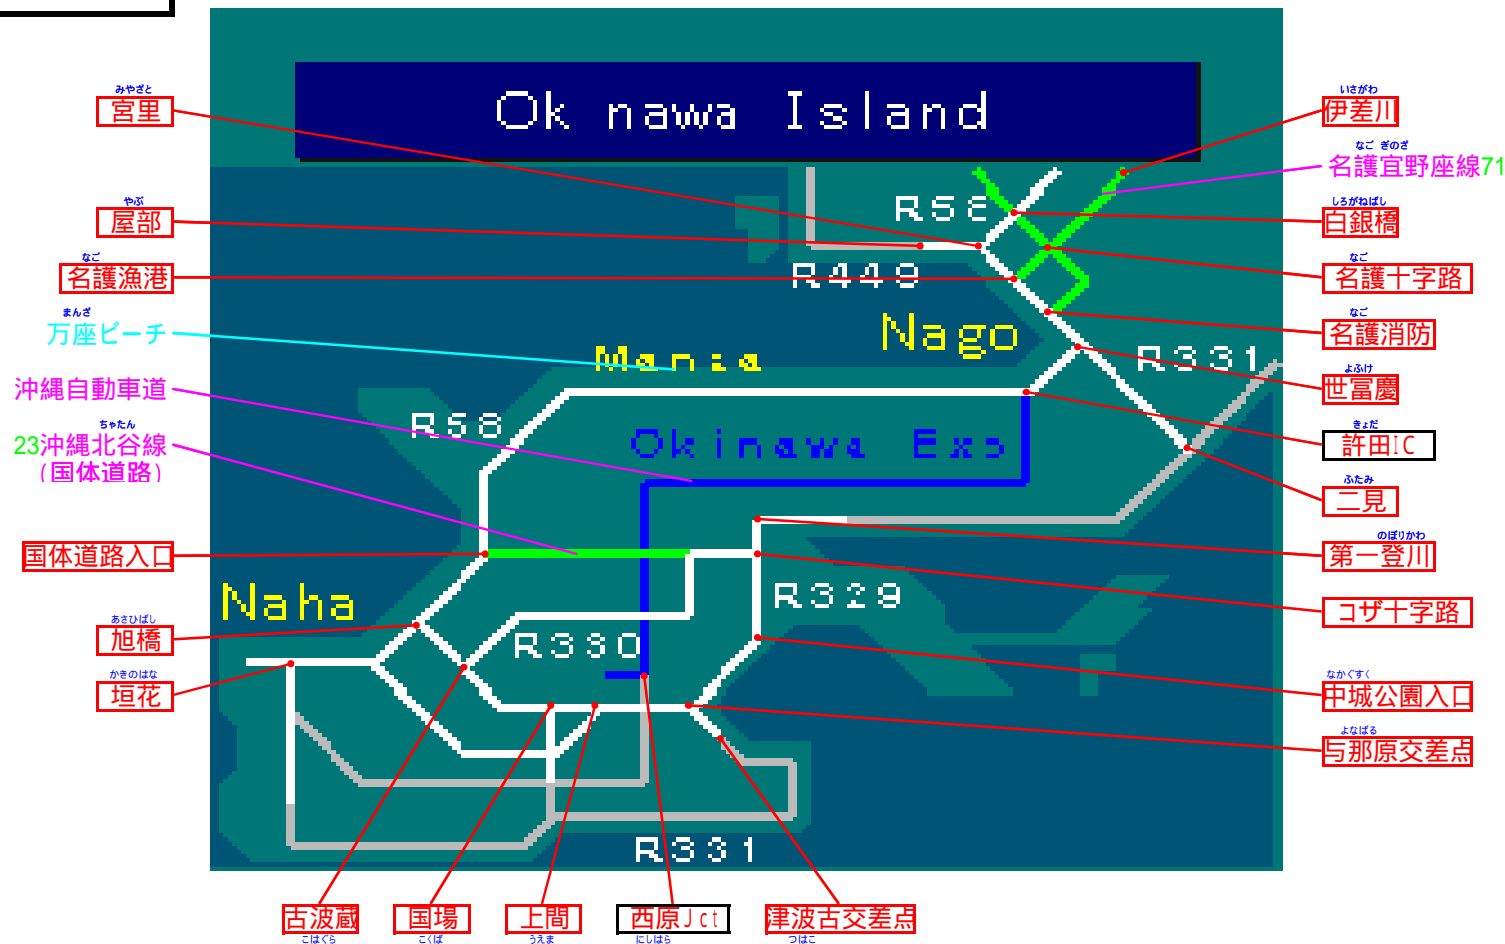 Ok nawa Island
みやざと
宮里
やぶ
屋部
なご
名護漁港
まんざ
万座ビーチ
沖縄自動車道
ちゃたん
23沖縄北谷線
(国体道路)
国体道路入口
あさひばし
旭橋
かきのはな
垣花
いさがわ
伊差川
なご ぎのざ
名護宜野座線71
しろがねばし
白銀橋
なご
名護十字路
なご
名護消防
よふけ
世冨慶
きょだ
許田IC
ふたみ
二見
のぼりかわ
第一登川
コザ十字路
なかぐすく
中城公園入口
よなばる
与那原交差点
R58
R449
Nago
Mania
R331
R58
Okinawa Exs
Naha
R329
R330
R331
古波蔵
こはぐら
国場
こくば
上間
うえま
西原Jct
にしはら
津波古交差点
つはこ